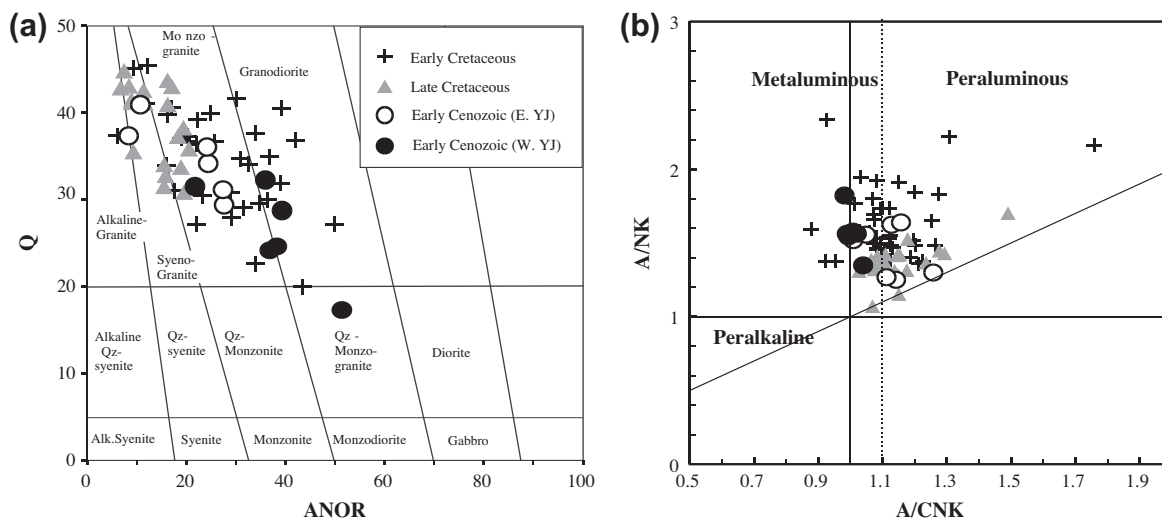 (a)
50
40
30
20
10
0
Q
0
20
40
60
80
100
ANOR
Mo nzo -
granite
Granodiorite
Early Cretaceous
Late Cretaceous
Early Cenozoic (E. YJ)
Early Cenozoic (W. YJ)
Alkaline-
Granite
Syeno-
Granite
Alkaline
Qz-
syenite
Qz-
syenite
Qz-
Monzonite
Qz -
Monzo-
granite
Diorite
Alk.Syenite
Syenite
Monzonite
Monzodiorite
Gabbro
(b)
3
2
1
0
A/NK
Metaluminous
Peraluminous
Peralkaline
0.5
0.7
0.9
1.1
1.3
1.5
1.7
1.9
A/CNK